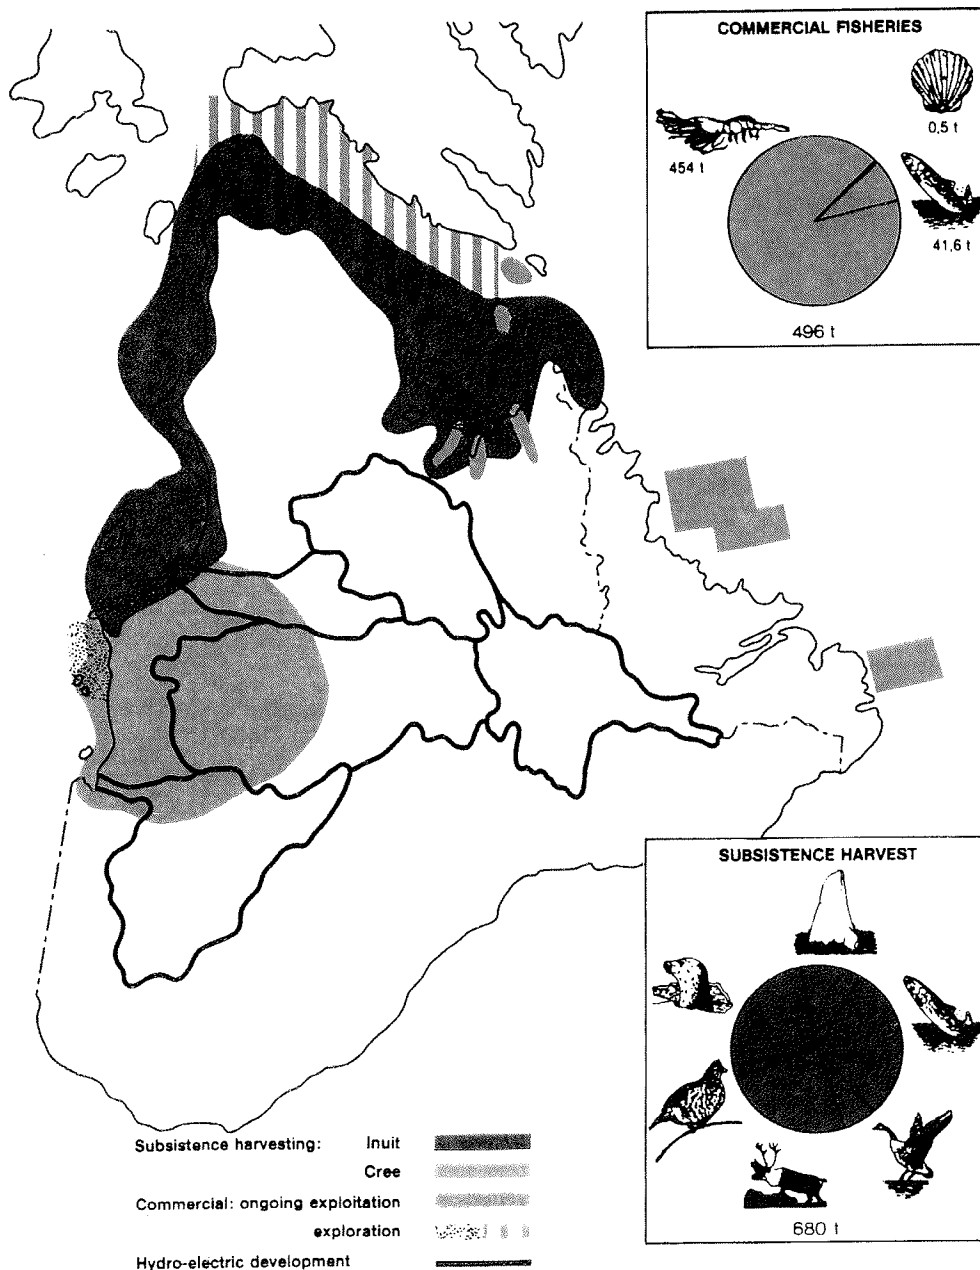 COMMERCIAL FISHERIES
0,5 t
454 t
41,6 t
496 t
SUBSISTENCE HARVEST
680 t
Subsistence harvesting: Inuit
Cree
Commercial: ongoing exploitation
exploration
Hydro-electric development